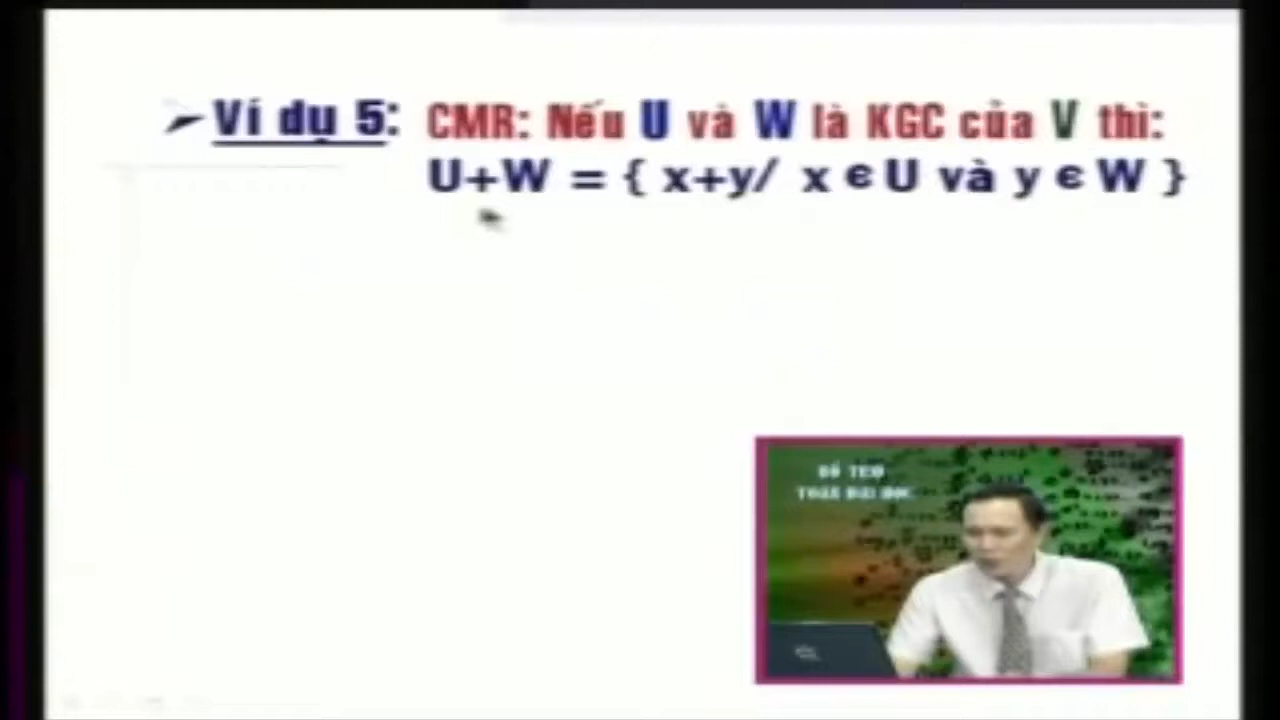 Ví dụ 5: CMR: Nếu U và W là KGC của V thì:
U+W = { x+y/ x є U và y є W }